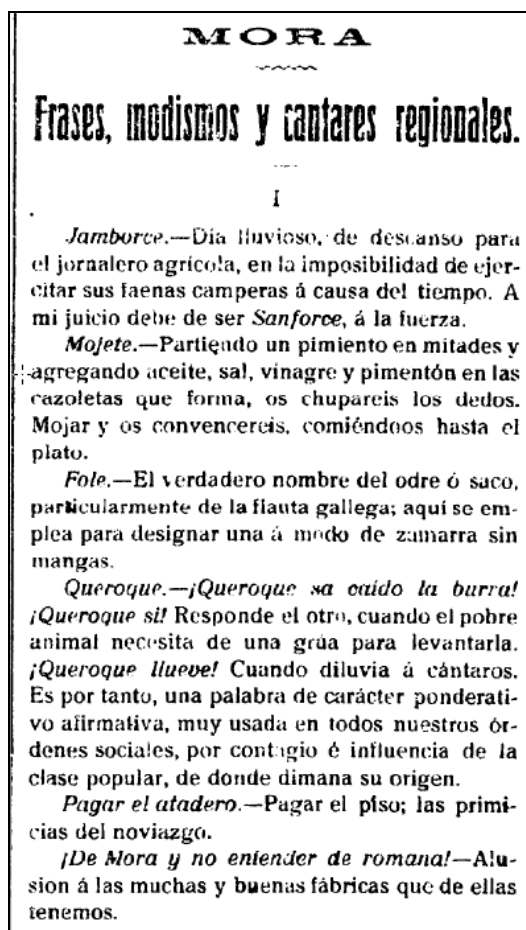 MORA
Frases, modismos y cantares regionales.
I
Jamborce.—Día lluvioso, de descanso para
el jornalero agrícola, en la imposibilidad de ejer-
citar sus faenas camperas á causa del tiempo. A
mi juicio debe de ser Sanforce, á la fuerza.
Mojete.—Partiendo un pimiento en mitades y
agregando aceite, sal, vinagre y pimentón en las
cazoletas que forma, os chupareis los dedos.
Mojar y os convencereis, comiéndoos hasta el
plato.
Fole.—El verdadero nombre del odre ó saco,
particularmente de la flauta gallega; aquí se em-
plea para designar una á modo de zamarra sin
mangas.
Queroque.—¡Queroque sa caído la burra!
¡Queroque si! Responde el otro, cuando el pobre
animal necesita de una grúa para levantarla.
¡Queroque llueve! Cuando diluvia á cántaros.
Es por tanto, una palabra de carácter ponderati-
vo afirmativa, muy usada en todos nuestros ór-
denes sociales, por contagio é influencia de la
clase popular, de donde dimana su origen.
Pagar el atadero.—Pagar el piso; las primi-
cias del noviazgo.
¡De Mora y no entender de romana!—Alu-
sion á las muchas y buenas fábricas que de ellas
tenemos.